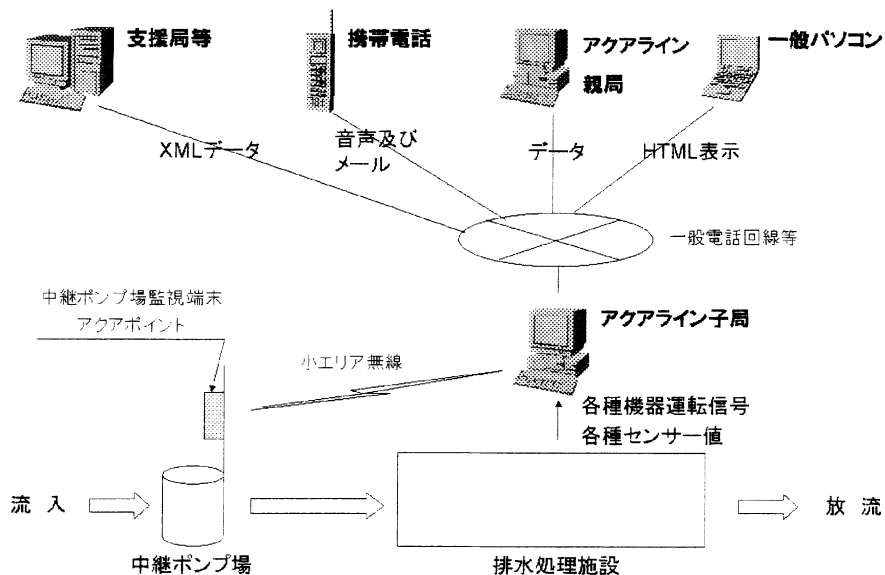 支援局等
携帯電話
アクアライン
親局
一般パソコン
XMLデータ
音声及び
メール
データ
HTML表示
一般電話回線等
中継ポンプ場監視端末
アクアポイント
アクアライン子局
小エリア無線
各種機器運転信号
各種センサー値
流入
放流
中継ポンプ場
排水処理施設